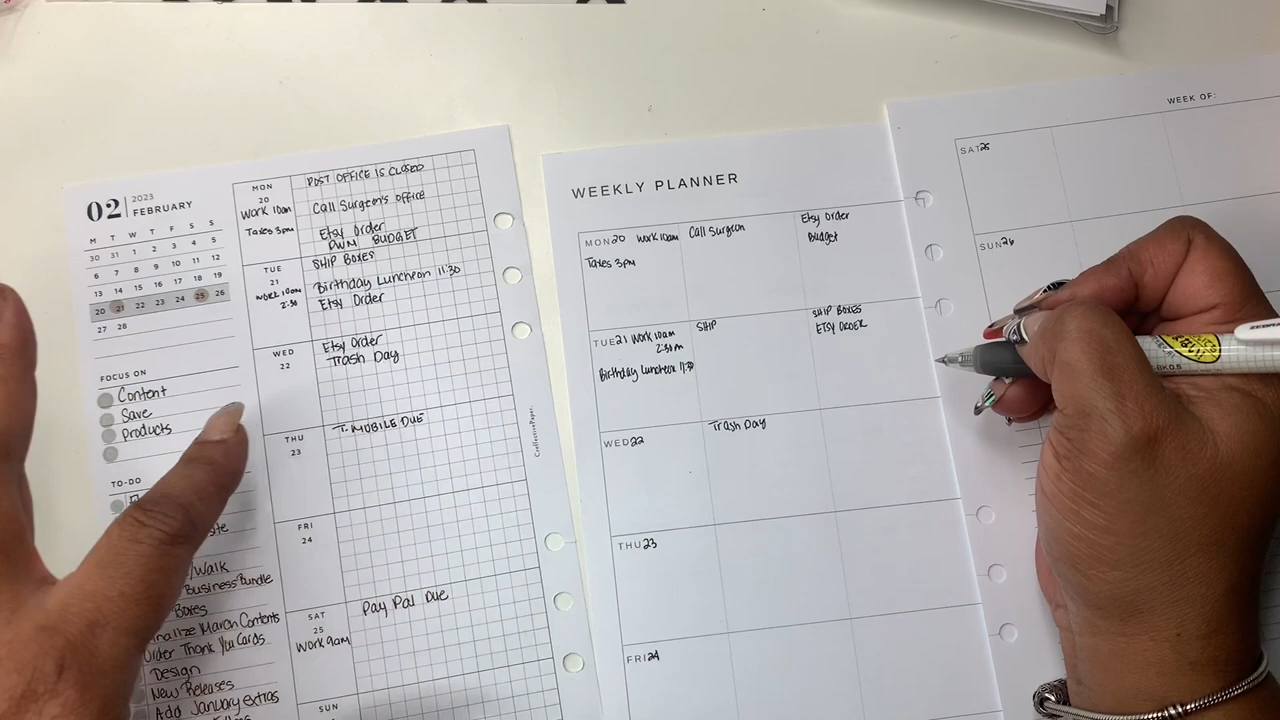 02
2023
FEBRUARY
M T W T F S S
30 31 1 2 3 4 5
6 7 8 9 10 11 12
13 14 15 16 17 18 19
20 21 22 23 24 25 26
27 28
FOCUS ON
Content
Save
Products
TO-DO
/Walk
Business Bundle
Boxes
March Contents
Order Thank You Cards
Design
New Releases
Add January extras
MON
20
WORK 10am
Taxes 3pm
POST OFFICE IS CLOSED
Call Surgeon's office
Etsy Order
PWM BUDGET
TUE
21
WORK 10am
2:30
SHIP BOXES
Birthday Luncheon 11:30
Etsy Order
WED
22
Etsy Order
Trash Day
THU
23
T-MOBILE DUE
FRI
24
SAT
25
WORK 9am
Pay Pal Due
SUN
WEEKLY PLANNER
MON 20 WORK 10am
Taxes 3pm
Call Surgeon
Etsy Order
Budget
TUE 21 WORK 10am
2:30pm
Birthday Luncheon 11:30
SHIP
SHIP BOXES
ETSY ORDER
WED 22
Trash Day
THU 23
FRI 24
WEEK OF:
SAT 25
SUN 26